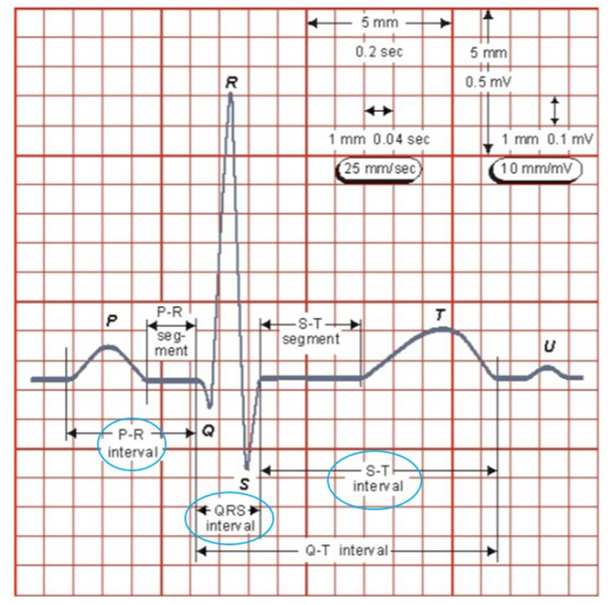 5 mm
0.2 sec
5 mm
0.5 mV
R
1 mm 0.04 sec
1 mm 0.1 mV
25 mm/sec
10 mm/mV
P
P-R
seg-
ment
S-T
segment
T
U
Q
P-R
interval
S
S-T
interval
QRS
interval
Q-T interval